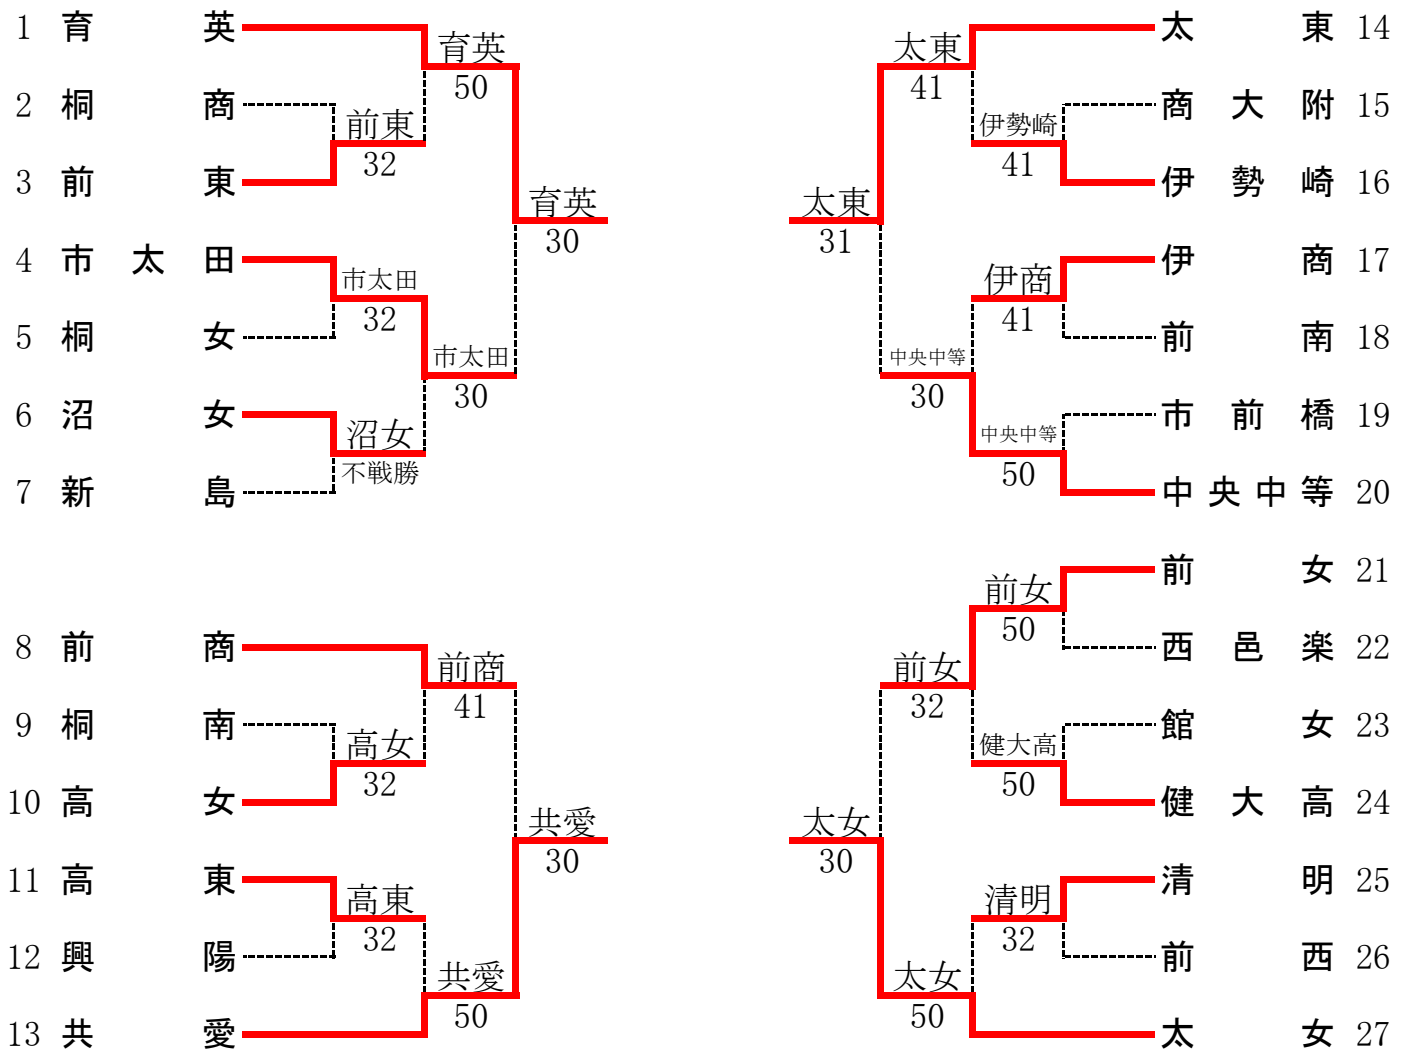 1 育英
育英
50
2 桐商
前東
32
3 前東
育英
30
4 市太田
市太田
32
5 桐女
市太田
30
6 沼女
沼女
不戦勝
7 新島
8 前商
前商
41
9 桐南
高女
32
10 高女
共愛
30
11 高東
高東
32
12 興陽
共愛
50
13 共愛
太東 14
太東
41
商大附 15
伊勢崎
41
伊勢崎 16
太東
31
伊商 17
伊商
41
前南 18
中央中等
30
市前橋 19
中央中等
50
中央中等 20
前女 21
前女
50
西邑楽 22
前女
32
館女 23
健大高
50
健大高 24
太女
30
清明 25
清明
32
前西 26
太女
50
太女 27